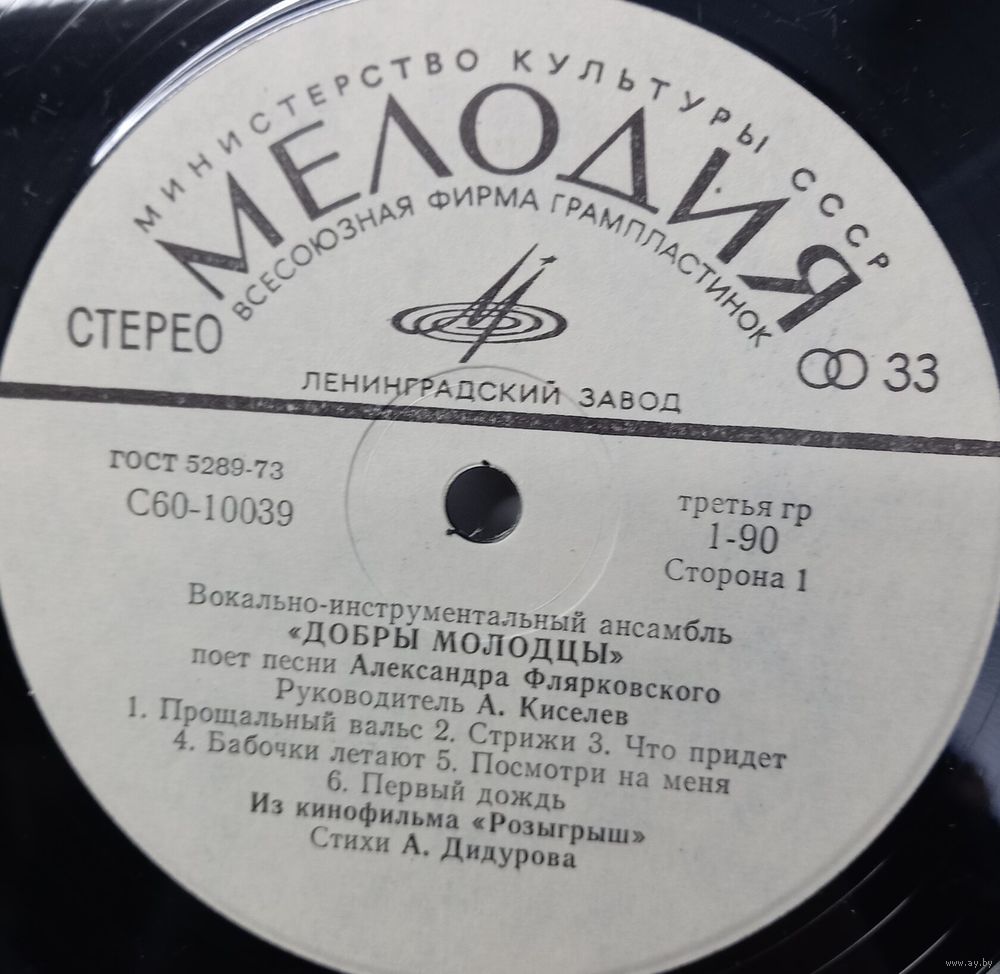 МИНИСТЕРСТВО КУЛЬТУРЫ СССР
МЕЛОДИЯ
ВСЕСОЮЗНАЯ ФИРМА ГРАМПЛАСТИНОК
СТЕРЕО
33
ЛЕНИНГРАДСКИЙ ЗАВОД
ГОСТ 5289-73
С60-10039
третья гр
1-90
Сторона 1
Вокально-инструментальный ансамбль
«ДОБРЫ МОЛОДЦЫ»
поет песни Александра Флярковского
Руководитель А. Киселев
1. Прощальный вальс 2. Стрижи 3. Что придет
4. Бабочки летают 5. Посмотри на меня
6. Первый дождь
Из кинофильма «Розыгрыш»
Стихи А. Дидурова
www.ay.by